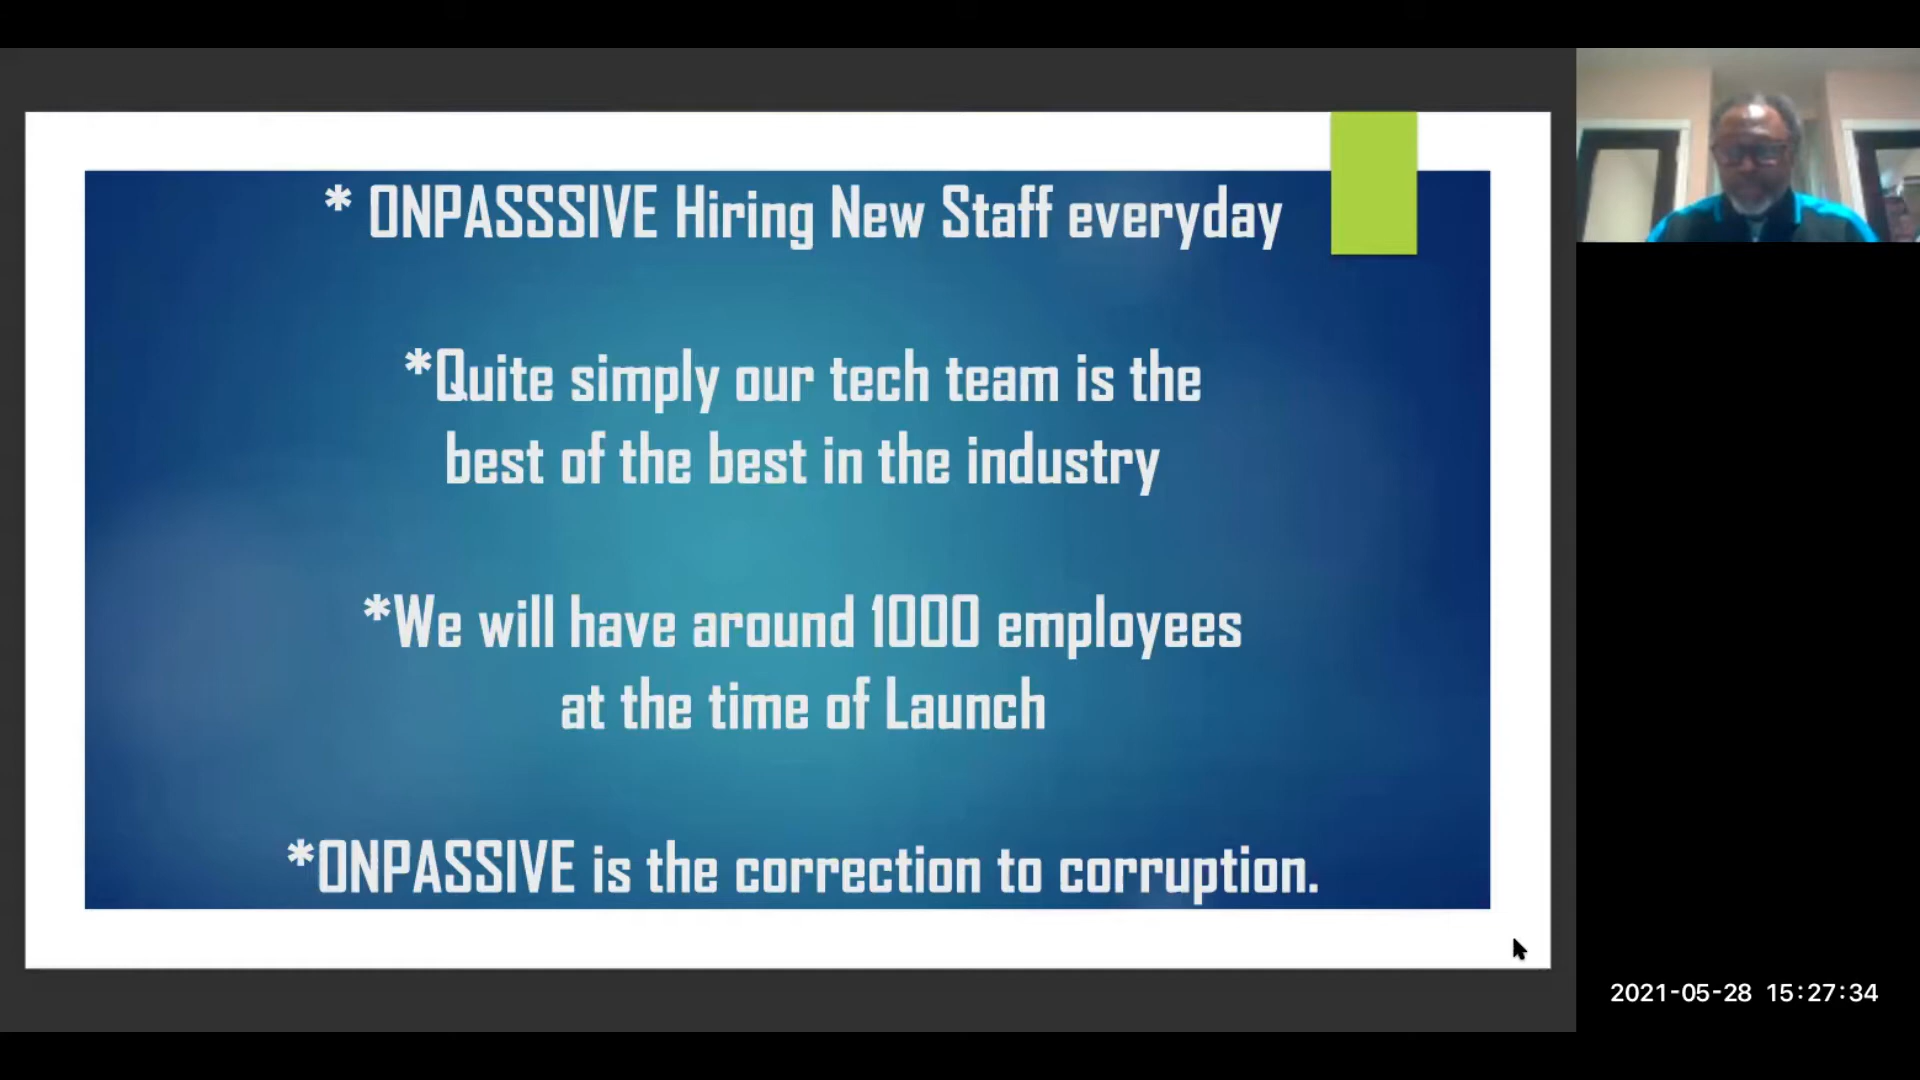 * ONPASSSIVE Hiring New Staff everyday
*Quite simply our tech team is the
best of the best in the industry
*We will have around 1000 employees
at the time of Launch
*ONPASSIVE is the correction to corruption.
2021-05-28 15:27:34